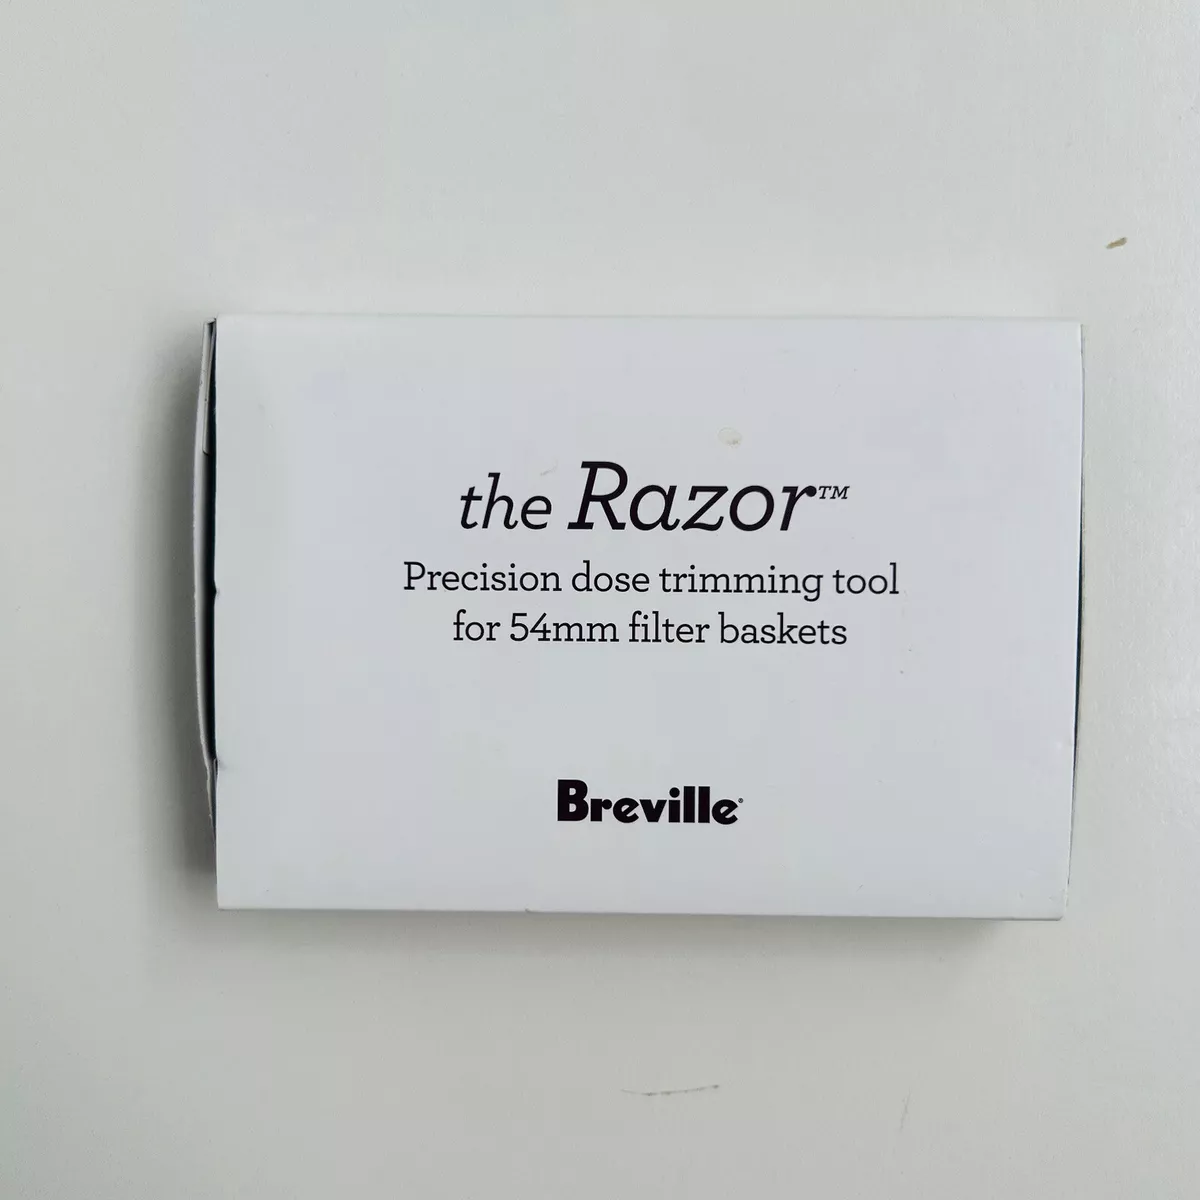 the Razor™
Precision dose trimming tool
for 54mm filter baskets
Breville®